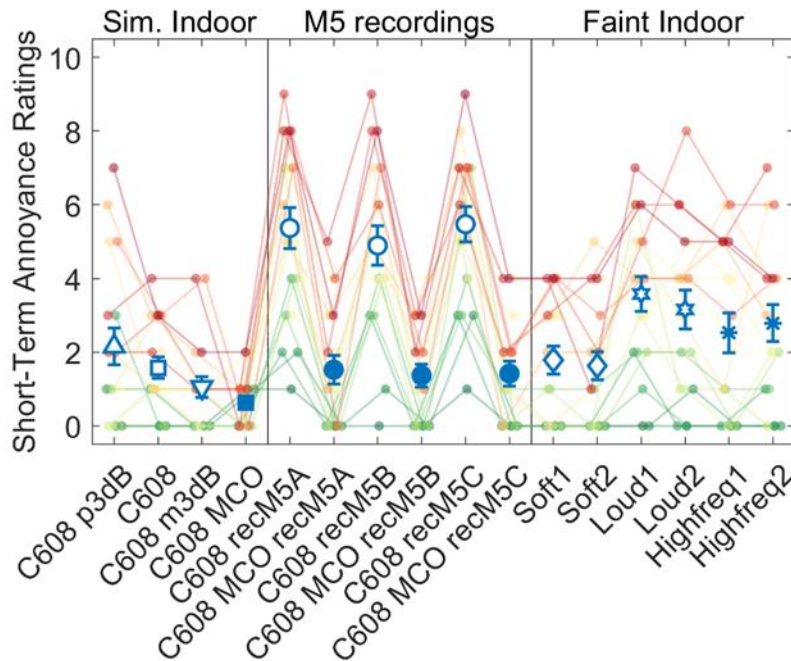 Sim. Indoor M5 recordings Faint Indoor
Short-Term Annoyance Ratings
10
8
6
4
2
0
C608 p3dB
C608
C608 m3dB
C608 MCO
C608 recM5A
C608 MCO recM5A
C608 recM5B
C608 MCO recM5B
C608 recM5C
C608 MCO recM5C
Soft1
Soft2
Loud1
Loud2
Highfreq1
Highfreq2